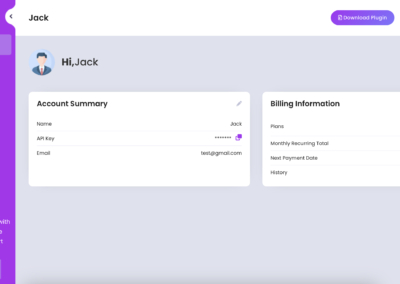 Jack
Download Plugin
Hi,Jack
Account Summary
Name Jack
API Key *******
Email test@gmail.com
Billing Information
Plans
Monthly Recurring Total
Next Payment Date
History
with